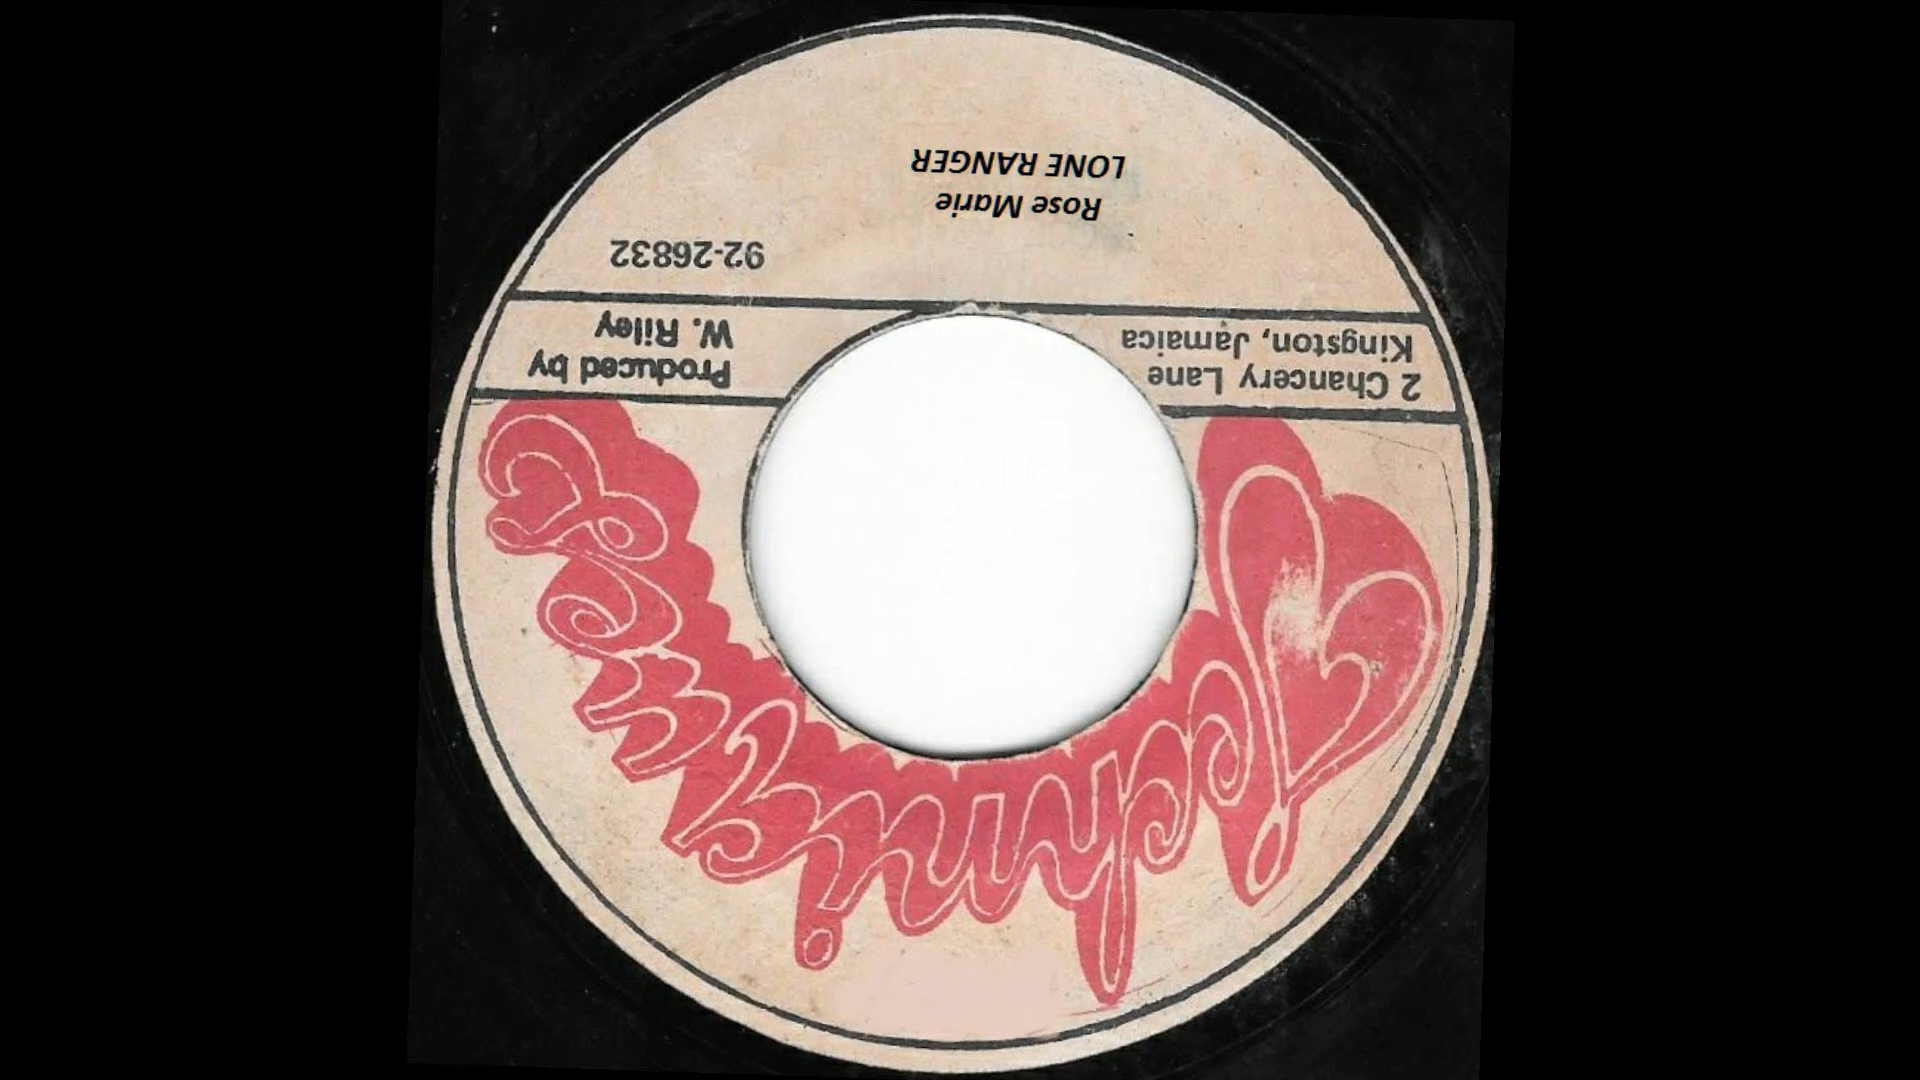 Techniques
2 Chancery Lane
Kingston, Jamaica
Produced by
W. Riley
92-26832
Rose Marie
LONE RANGER